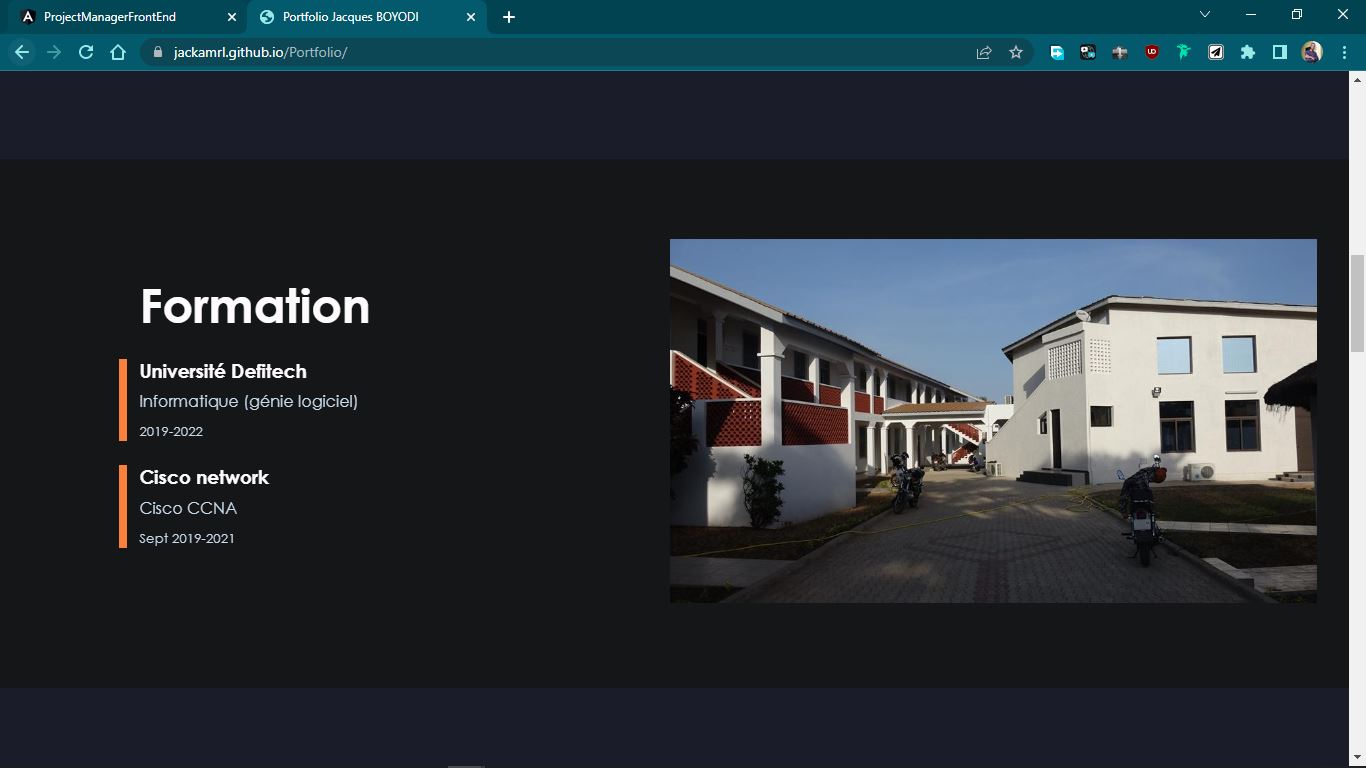 ProjectManagerFrontEnd
Portfolio Jacques BOYODI
jackamrl.github.io/Portfolio/
Formation
Université Defitech
Informatique (génie logiciel)
2019-2022
Cisco network
Cisco CCNA
Sept 2019-2021